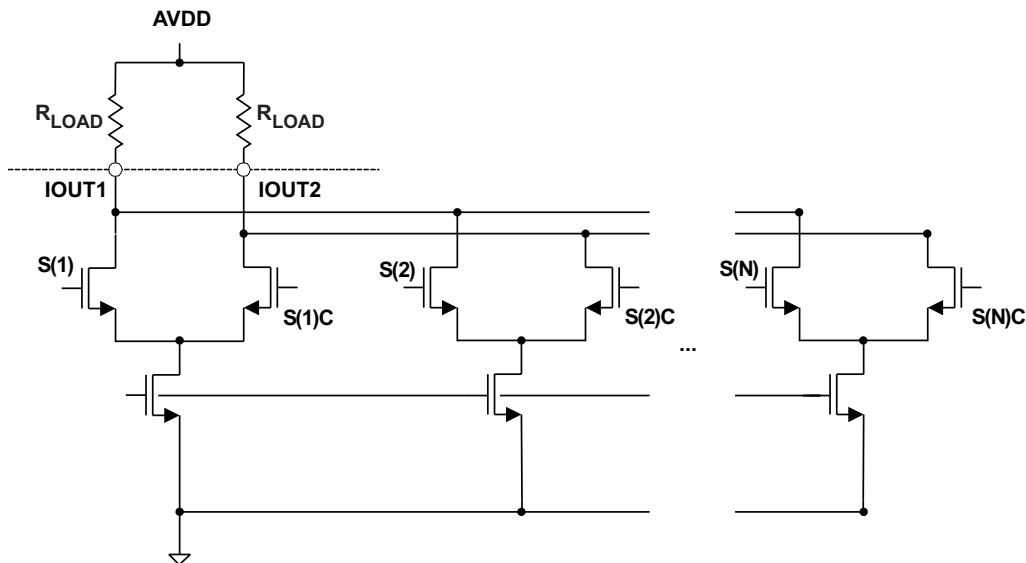 AVDD
RLOAD RLOAD
IOUT1 IOUT2
S(1) S(2) S(N)
S(1)C S(2)C S(N)C
...